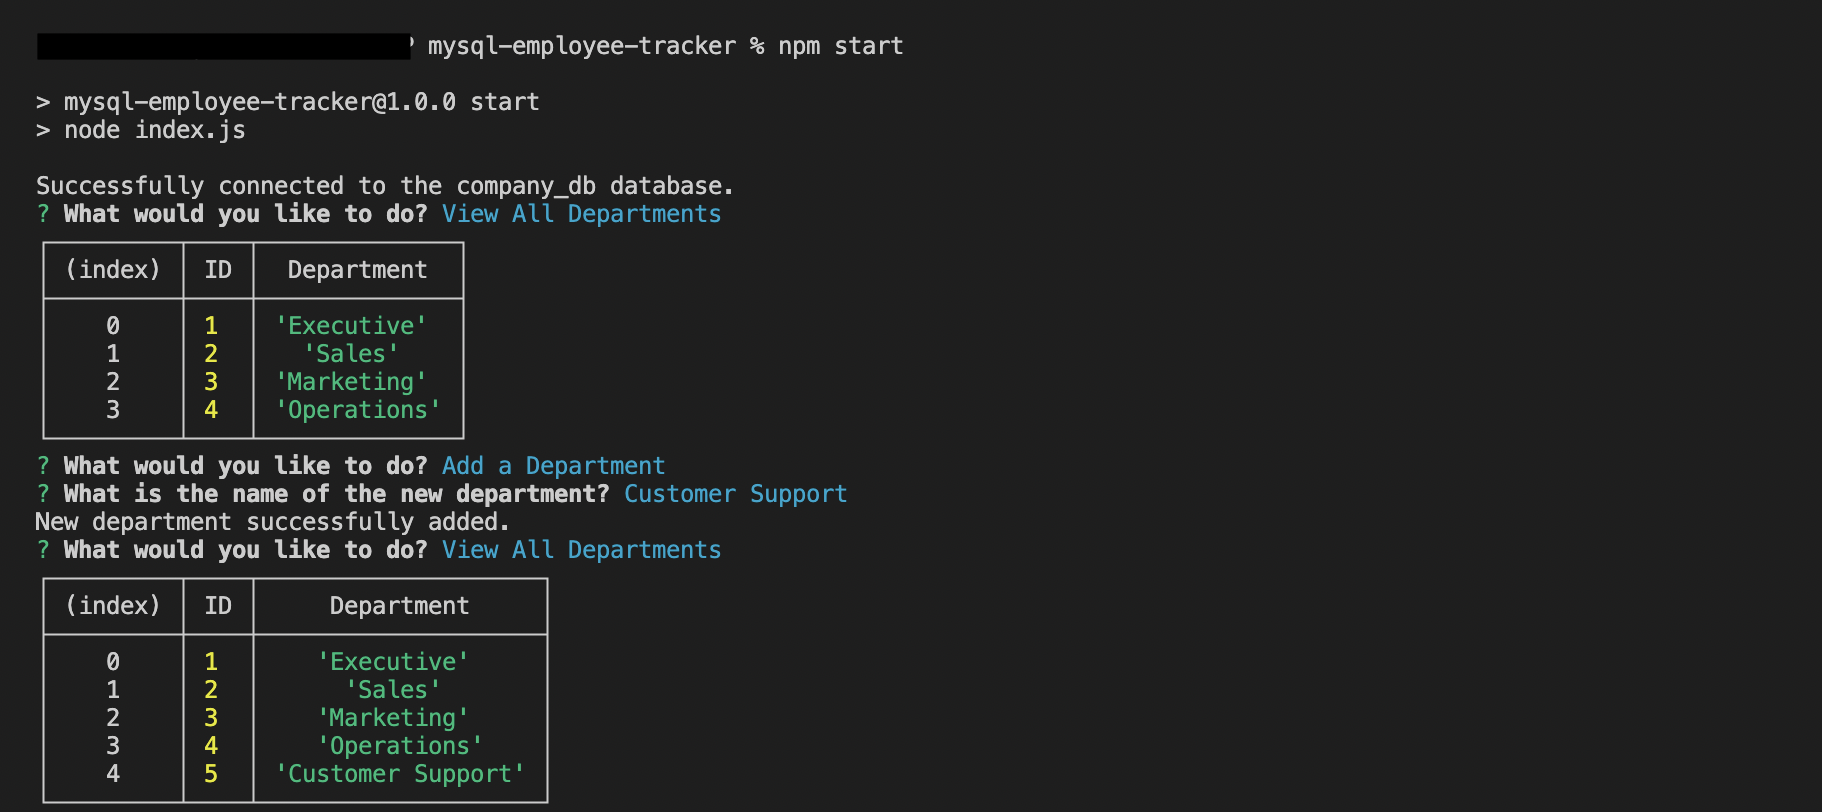 mysql-employee-tracker % npm start
> mysql-employee-tracker@1.0.0 start
> node index.js
Successfully connected to the company_db database.
? What would you like to do? View All Departments
(index) ID Department
0 1 'Executive'
1 2 'Sales'
2 3 'Marketing'
3 4 'Operations'
? What would you like to do? Add a Department
? What is the name of the new department? Customer Support
New department successfully added.
? What would you like to do? View All Departments
(index) ID Department
0 1 'Executive'
1 2 'Sales'
2 3 'Marketing'
3 4 'Operations'
4 5 'Customer Support'